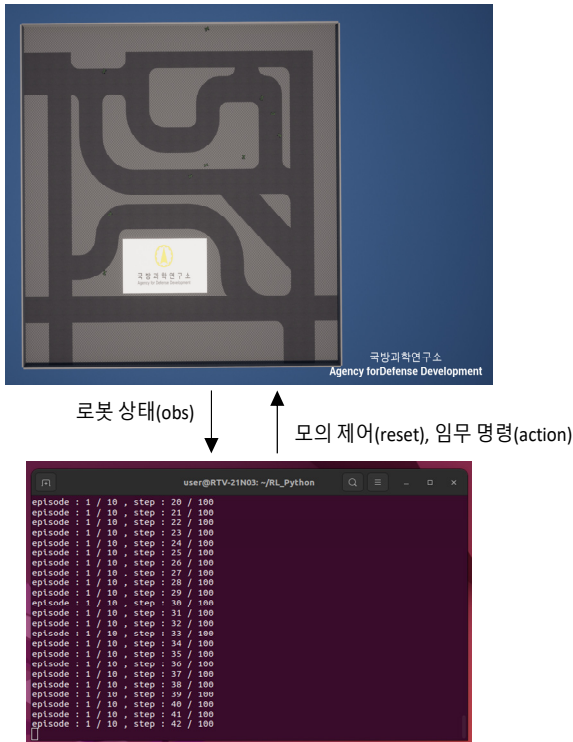 국방과학연구소
Agency for Defense Development
국방과학연구소
Agency forDefense Development
로봇 상태(obs)
모의 제어(reset), 임무 명령(action)
user@RTV-21N03: ~/RL_Python
episode : 1 / 10 , step : 20 / 100
episode : 1 / 10 , step : 21 / 100
episode : 1 / 10 , step : 22 / 100
episode : 1 / 10 , step : 23 / 100
episode : 1 / 10 , step : 24 / 100
episode : 1 / 10 , step : 25 / 100
episode : 1 / 10 , step : 26 / 100
episode : 1 / 10 , step : 27 / 100
episode : 1 / 10 , step : 28 / 100
episode : 1 / 10 , step : 29 / 100
episode : 1 / 10 , step : 30 / 100
episode : 1 / 10 , step : 31 / 100
episode : 1 / 10 , step : 32 / 100
episode : 1 / 10 , step : 33 / 100
episode : 1 / 10 , step : 34 / 100
episode : 1 / 10 , step : 35 / 100
episode : 1 / 10 , step : 36 / 100
episode : 1 / 10 , step : 37 / 100
episode : 1 / 10 , step : 38 / 100
episode : 1 / 10 , step : 39 / 100
episode : 1 / 10 , step : 40 / 100
episode : 1 / 10 , step : 41 / 100
episode : 1 / 10 , step : 42 / 100